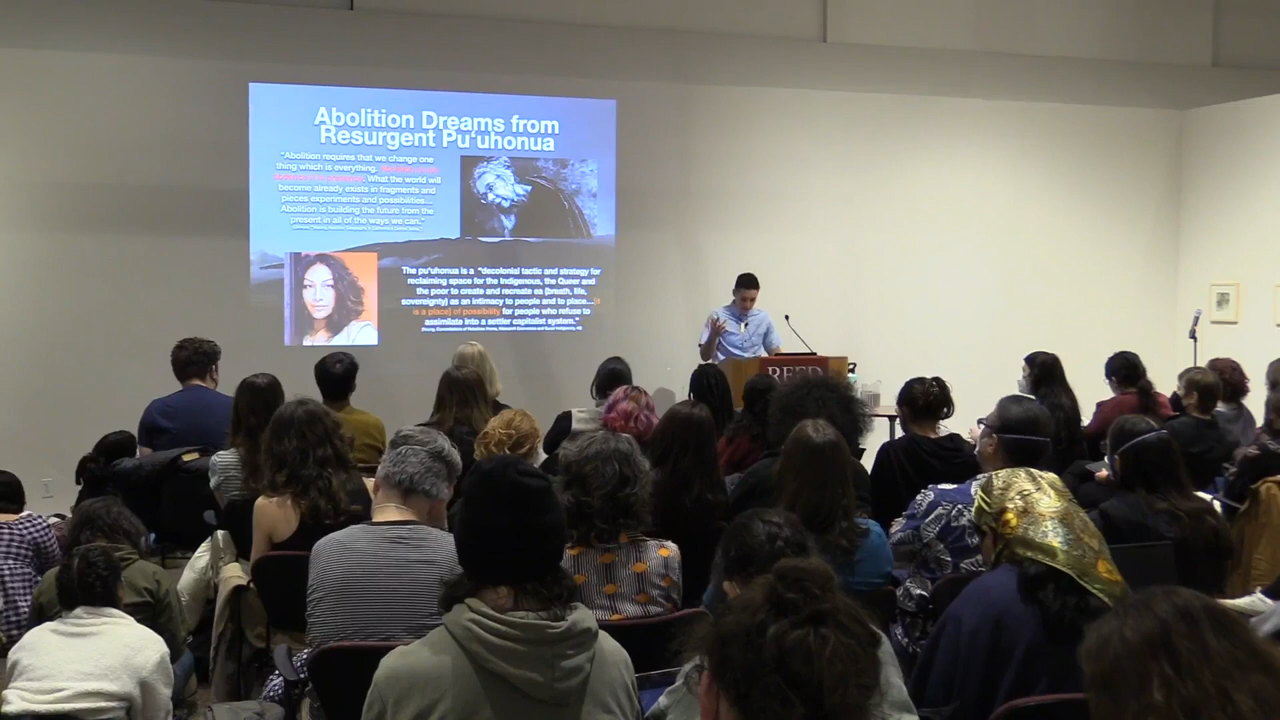 Abolition Dreams from
Resurgent Puʻuhonua
"Abolition requires that we change one
thing which is everything.
What the world will
become already exists in fragments and
pieces experiments and possibilities...
Abolition is building the future from the
present in all of the ways we can."
The puʻuhonua is a "decolonial tactic and strategy for
reclaiming space for the Indigenous, the Queer and
the poor to create and recreate ea (breath, life,
sovereignty) as an intimacy to people and to place...[it
is a place] of possibility for people who refuse to
assimilate into a settler capitalist system."
REED